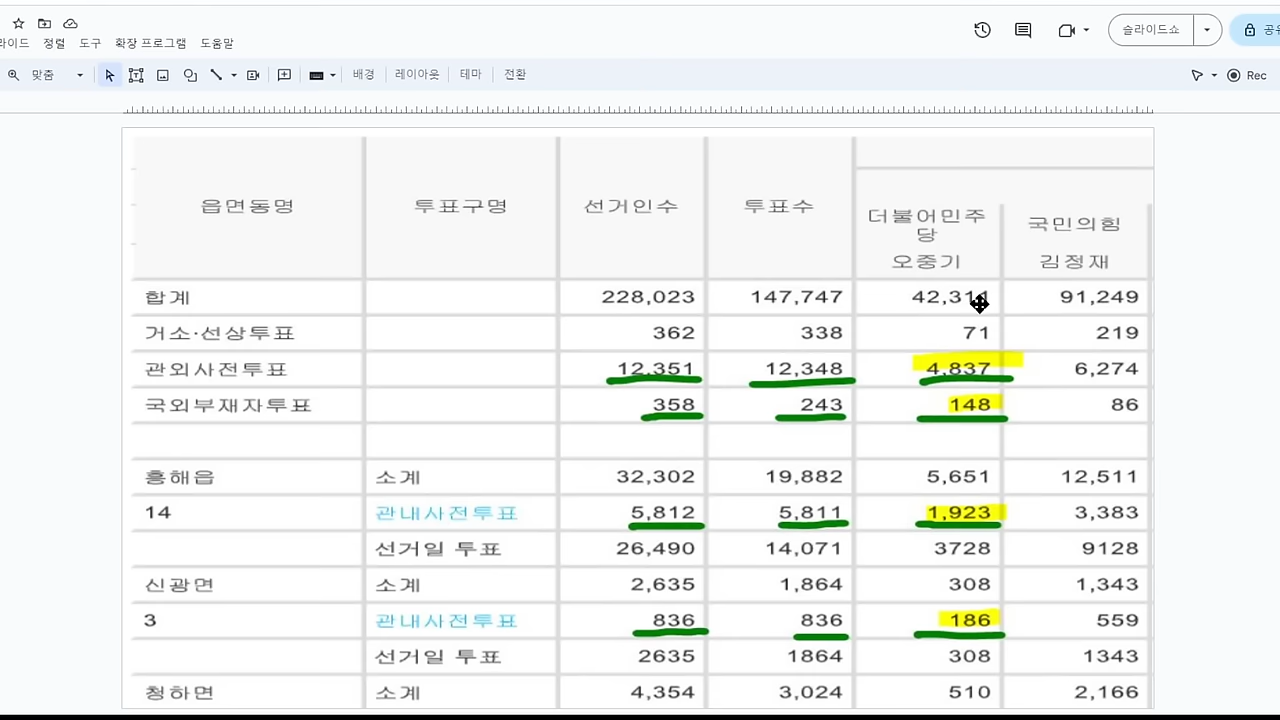 라이드 정렬 도구 확장 프로그램 도움말
슬라이드쇼
공유
맞춤 배경 레이아웃 테마 전환 Rec
읍면동명 투표구명 선거인수 투표수 더불어민주당 오중기 국민의힘 김정재
합계 228,023 147,747 91,249
거소·선상투표 362 338 71 219
관외사전투표 12,351 12,348 4,837 6,274
국외부재자투표 358 243 148 86
흥해읍 소계 32,302 19,882 5,651 12,511
14 관내사전투표 5,812 5,811 1,923 3,383
선거일 투표 26,490 14,071 3728 9128
신광면 소계 2,635 1,864 308 1,343
3 관내사전투표 836 836 186 559
선거일 투표 2635 1864 308 1343
청하면 소계 4,354 3,024 510 2,166